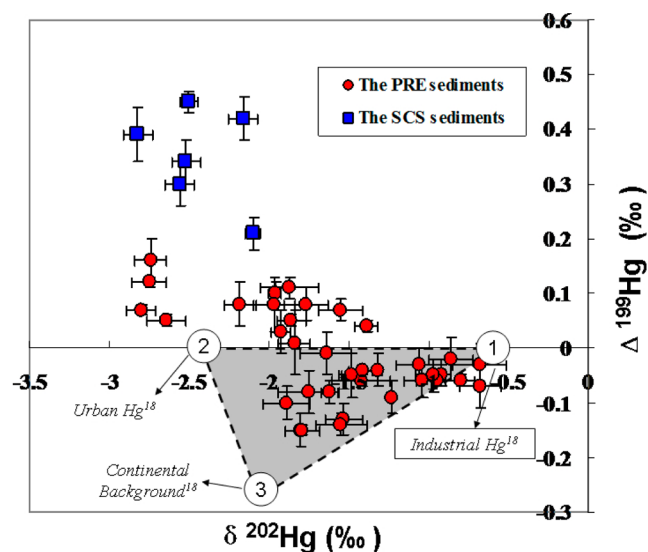 0.6
0.5
The PRE sediments
The SCS sediments
0.4
0.3
0.2
0.1
Δ ¹⁹⁹Hg (‰)
2
1
0
-3.5 -3 -2.5 -2 -1.5 -1 -0.5 0
Urban Hg¹⁸
Industrial Hg¹⁸
-0.1
-0.2
Continental
Background¹⁸
3
-0.3
δ ²⁰²Hg (‰)